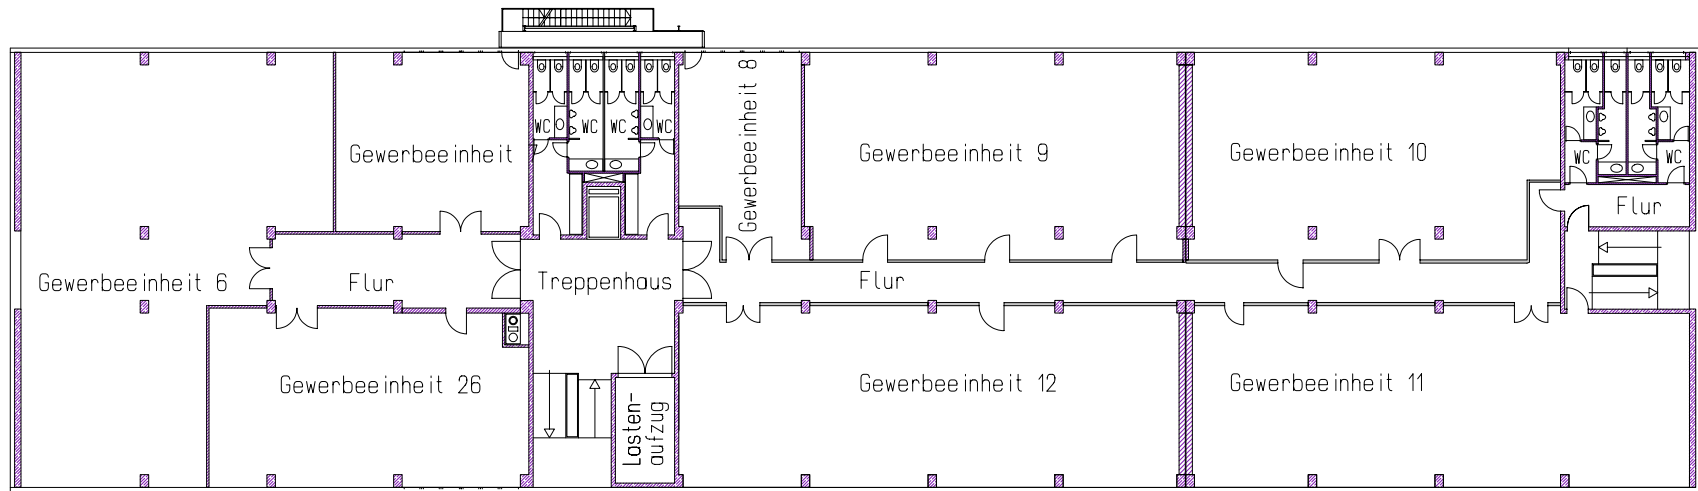 Gewerbeeinheit 8
WC
WC
WC
WC
Gewerbeeinheit
Gewerbeeinheit 9
Gewerbeeinheit 10
WC
WC
Flur
Gewerbeeinheit 6
Flur
Treppenhaus
Flur
Gewerbeeinheit 26
Gewerbeeinheit 12
Gewerbeeinheit 11
Lasten-
aufzug